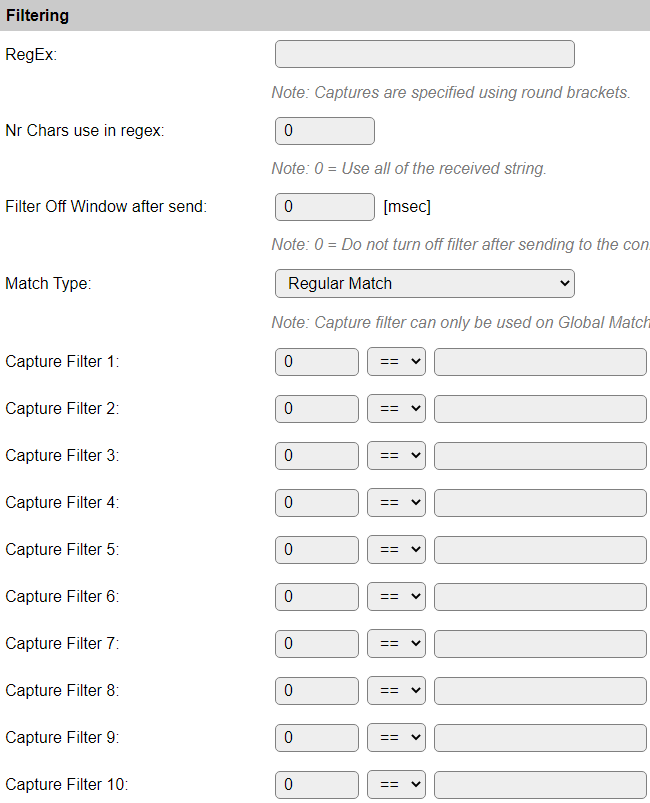 Filtering
RegEx:
Note: Captures are specified using round brackets.
Nr Chars use in regex: 0
Note: 0 = Use all of the received string.
Filter Off Window after send: 0 [msec]
Note: 0 = Do not turn off filter after sending to the con
Match Type: Regular Match
Note: Capture filter can only be used on Global Match
Capture Filter 1: 0 ==
Capture Filter 2: 0 ==
Capture Filter 3: 0 ==
Capture Filter 4: 0 ==
Capture Filter 5: 0 ==
Capture Filter 6: 0 ==
Capture Filter 7: 0 ==
Capture Filter 8: 0 ==
Capture Filter 9: 0 ==
Capture Filter 10: 0 ==